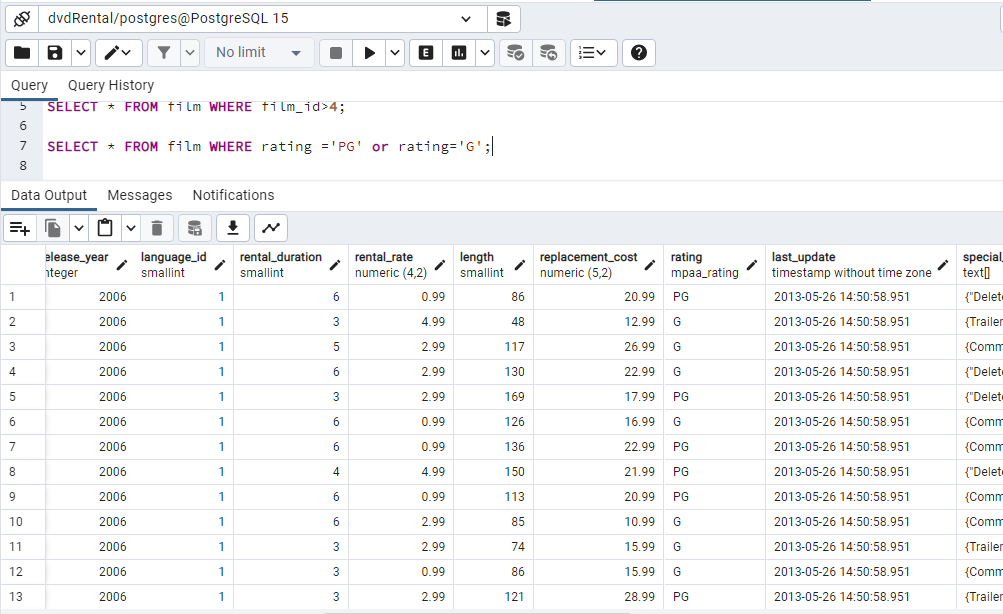 dvdRental/postgres@PostgreSQL 15
No limit
E
Query Query History
5 SELECT * FROM film WHERE film_id>4;
6
7 SELECT * FROM film WHERE rating ='PG' or rating='G';
8
Data Output Messages Notifications
elease_year language_id rental_duration rental_rate length replacement_cost rating last_update special_
nteger smallint smallint numeric (4,2) smallint numeric (5,2) mpaa_rating timestamp without time zone text[]
1 2006 1 6 0.99 86 20.99 PG 2013-05-26 14:50:58.951 {"Delete
2 2006 1 3 4.99 48 12.99 G 2013-05-26 14:50:58.951 {Trailer
3 2006 1 5 2.99 117 26.99 G 2013-05-26 14:50:58.951 {Comm
4 2006 1 6 2.99 130 22.99 G 2013-05-26 14:50:58.951 {"Delete
5 2006 1 3 2.99 169 17.99 PG 2013-05-26 14:50:58.951 {"Delete
6 2006 1 6 0.99 126 16.99 G 2013-05-26 14:50:58.951 {Comm
7 2006 1 6 0.99 136 22.99 PG 2013-05-26 14:50:58.951 {Comm
8 2006 1 4 4.99 150 21.99 PG 2013-05-26 14:50:58.951 {"Delete
9 2006 1 6 0.99 113 20.99 PG 2013-05-26 14:50:58.951 {Comm
10 2006 1 6 2.99 85 10.99 G 2013-05-26 14:50:58.951 {Comm
11 2006 1 3 2.99 74 15.99 G 2013-05-26 14:50:58.951 {Trailer
12 2006 1 3 0.99 86 15.99 G 2013-05-26 14:50:58.951 {Comm
13 2006 1 3 2.99 121 28.99 PG 2013-05-26 14:50:58.951 {Trailer